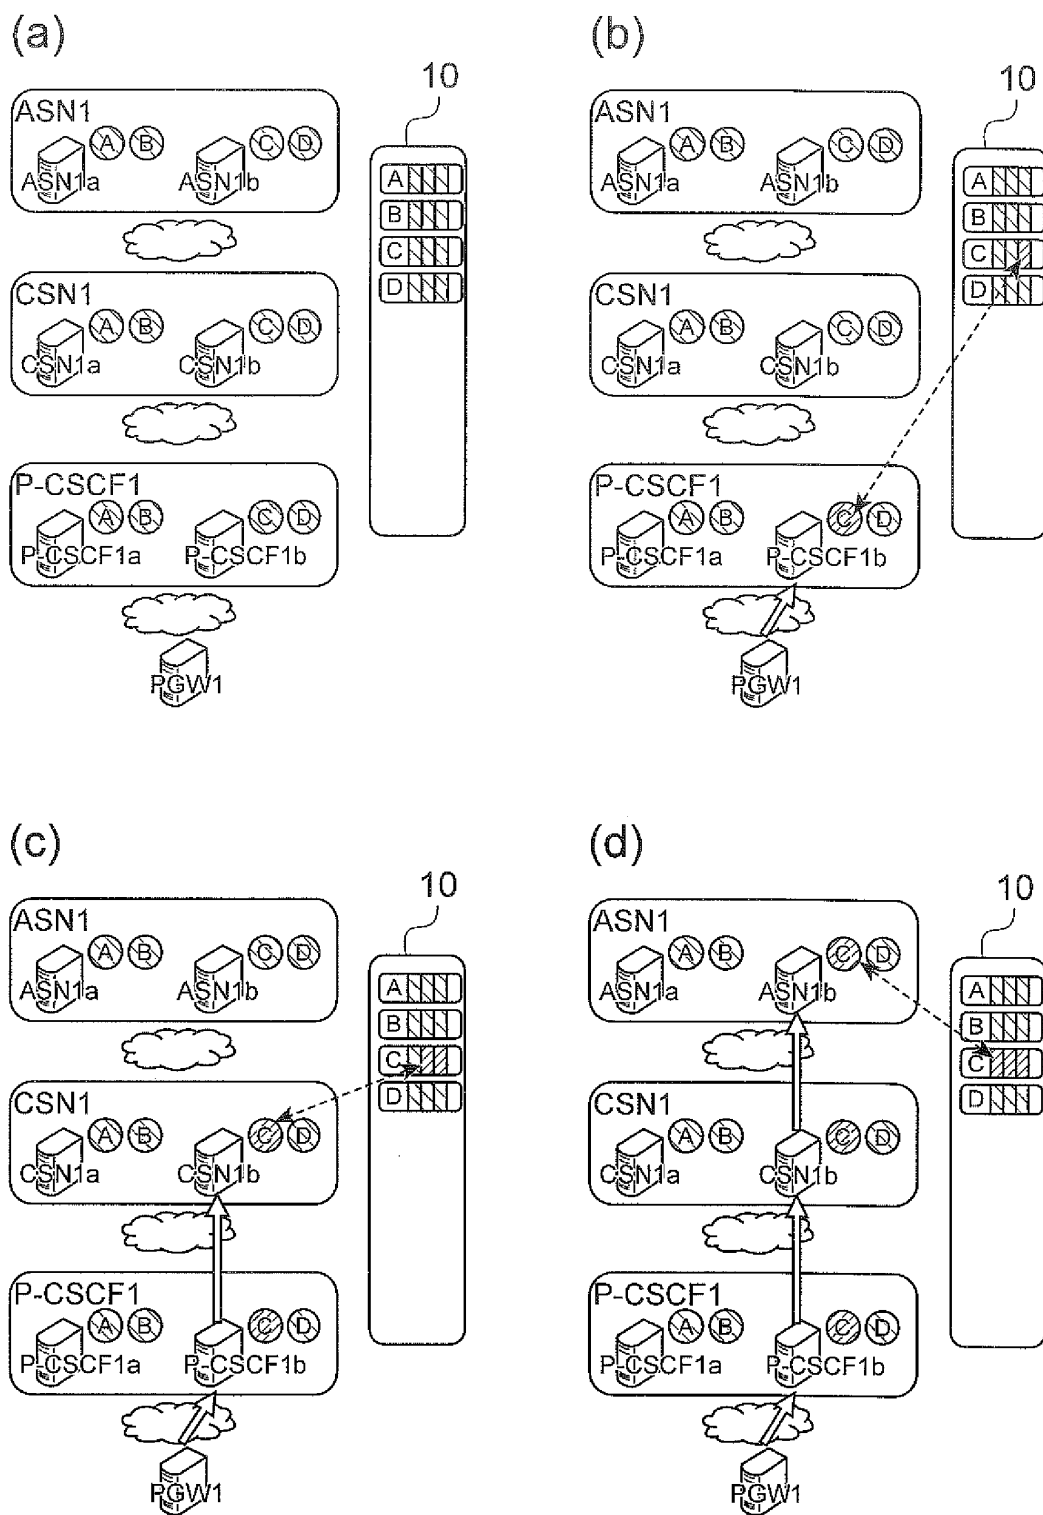 (a)
10
ASN1
A B C D
ASN1a ASN1b
CSN1
A B C D
CSN1a CSN1b
P-CSCF1
A B C D
P-CSCF1a P-CSCF1b
PGW1
A
B
C
D
(b)
10
ASN1
A B C D
ASN1a ASN1b
CSN1
A B C D
CSN1a CSN1b
P-CSCF1
A B C D
P-CSCF1a P-CSCF1b
PGW1
A
B
C
D
(c)
10
ASN1
A B C D
ASN1a ASN1b
CSN1
A B C D
CSN1a CSN1b
P-CSCF1
A B C D
P-CSCF1a P-CSCF1b
PGW1
A
B
C
D
(d)
10
ASN1
A B C D
ASN1a ASN1b
CSN1
A B C D
CSN1a CSN1b
P-CSCF1
A B C D
P-CSCF1a P-CSCF1b
PGW1
A
B
C
D